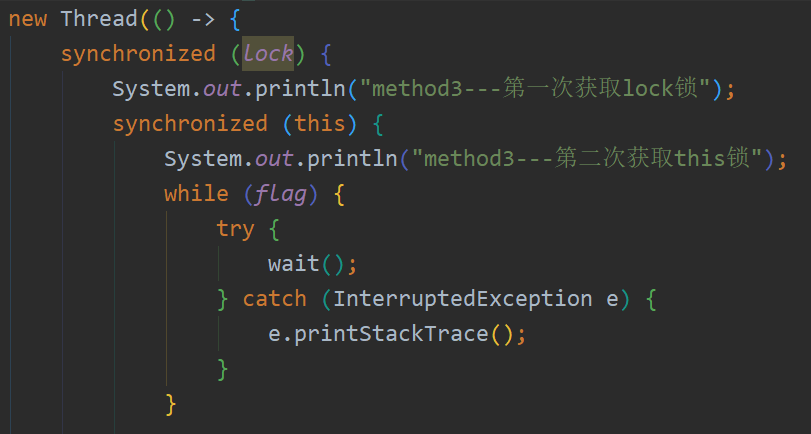 new Thread(() -> {
synchronized (lock) {
System.out.println("method3---第一次获取lock锁");
synchronized (this) {
System.out.println("method3---第二次获取this锁");
while (flag) {
try {
wait();
} catch (InterruptedException e) {
e.printStackTrace();
}
}